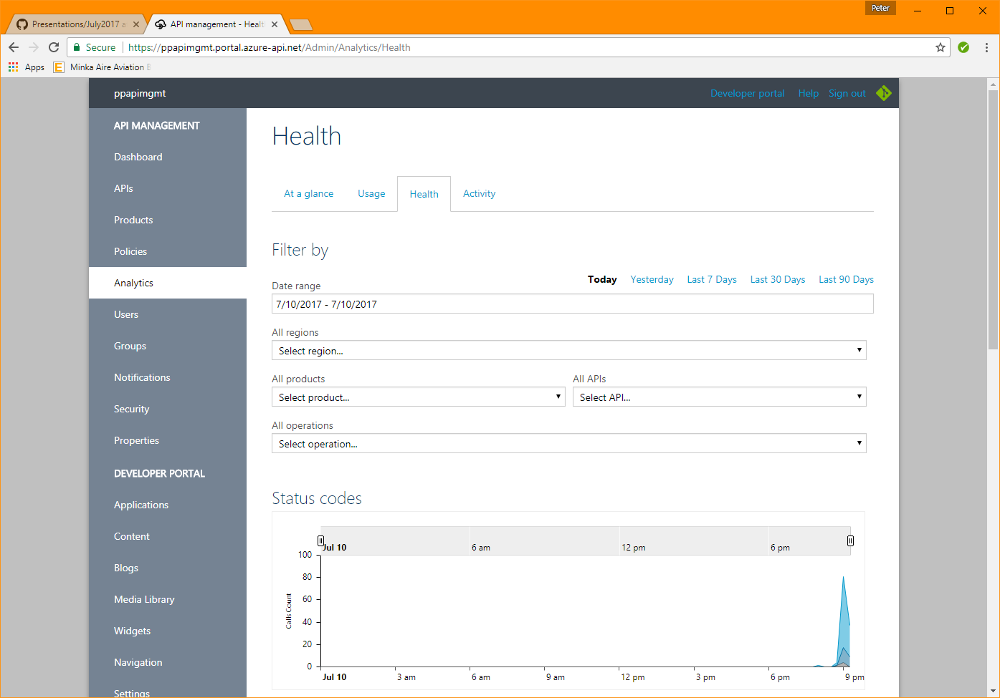 Peter
Presentations/July2017 a
API management - Healt
Secure
https://ppapimgmt.portal.azure-api.net/Admin/Analytics/Health
Apps
Minka Aire Aviation
ppapimgmt
Developer portal
Help
Sign out
API MANAGEMENT
Dashboard
APIs
Products
Policies
Analytics
Users
Groups
Notifications
Security
Properties
DEVELOPER PORTAL
Applications
Content
Blogs
Media Library
Widgets
Navigation
Settings
Health
At a glance
Usage
Health
Activity
Filter by
Today
Yesterday
Last 7 Days
Last 30 Days
Last 90 Days
Date range
7/10/2017 - 7/10/2017
All regions
Select region...
All products
All APIs
Select product...
Select API...
All operations
Select operation...
Status codes
Jul 10
6 am
12 pm
6 pm
100
80
60
40
20
0
Calls Count
Jul 10
3 am
6 am
9 am
12 pm
3 pm
6 pm
9 pm